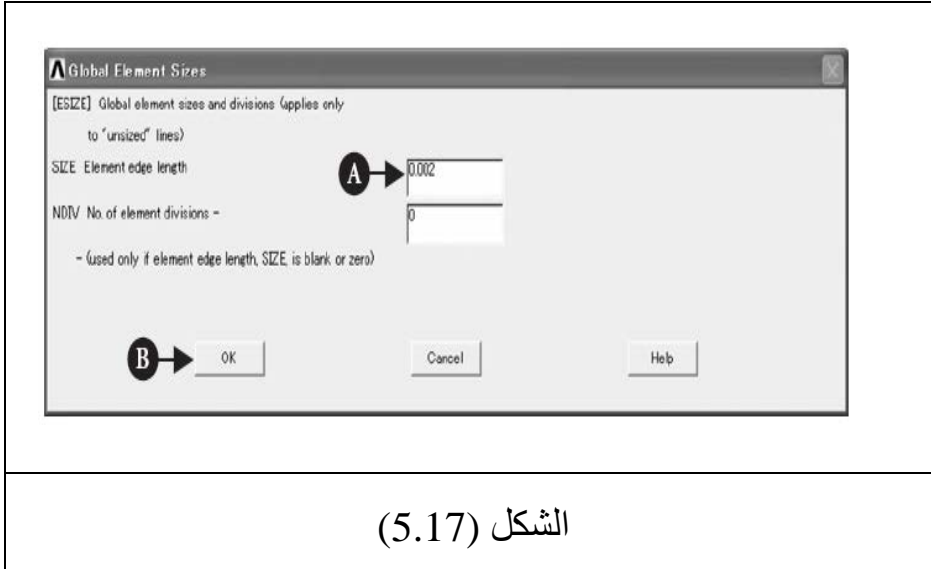 Global Element Sizes
[ESIZE] Global element sizes and divisions (applies only
to "unsized" lines)
SIZE Element edge length
A
0.002
NDIV No. of element divisions -
0
- (used only if element edge length, SIZE, is blank or zero)
B
OK Cancel Help
الشكل (5.17)